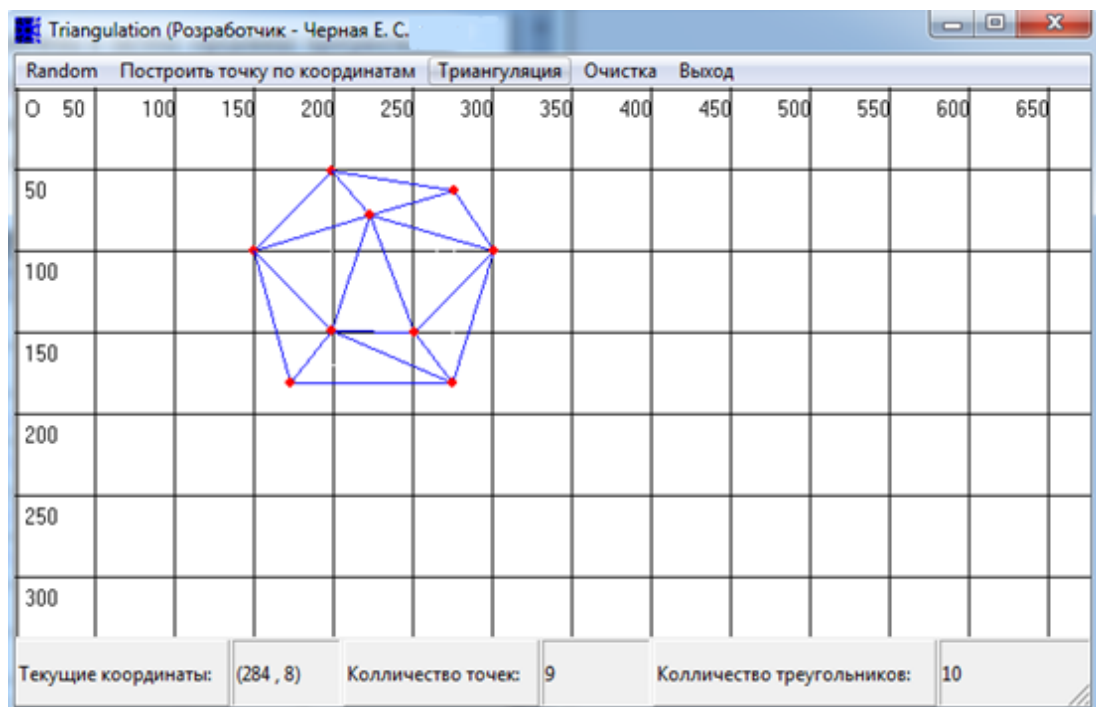 Triangulation (Розработчик - Черная Е. С.
Random Построить точку по координатам Триангуляция Очистка Выход
O 50 100 150 200 250 300 350 400 450 500 550 600 650
50
100
150
200
250
300
Текущие координаты: (284 , 8) Колличество точек: 9 Колличество треугольников: 10